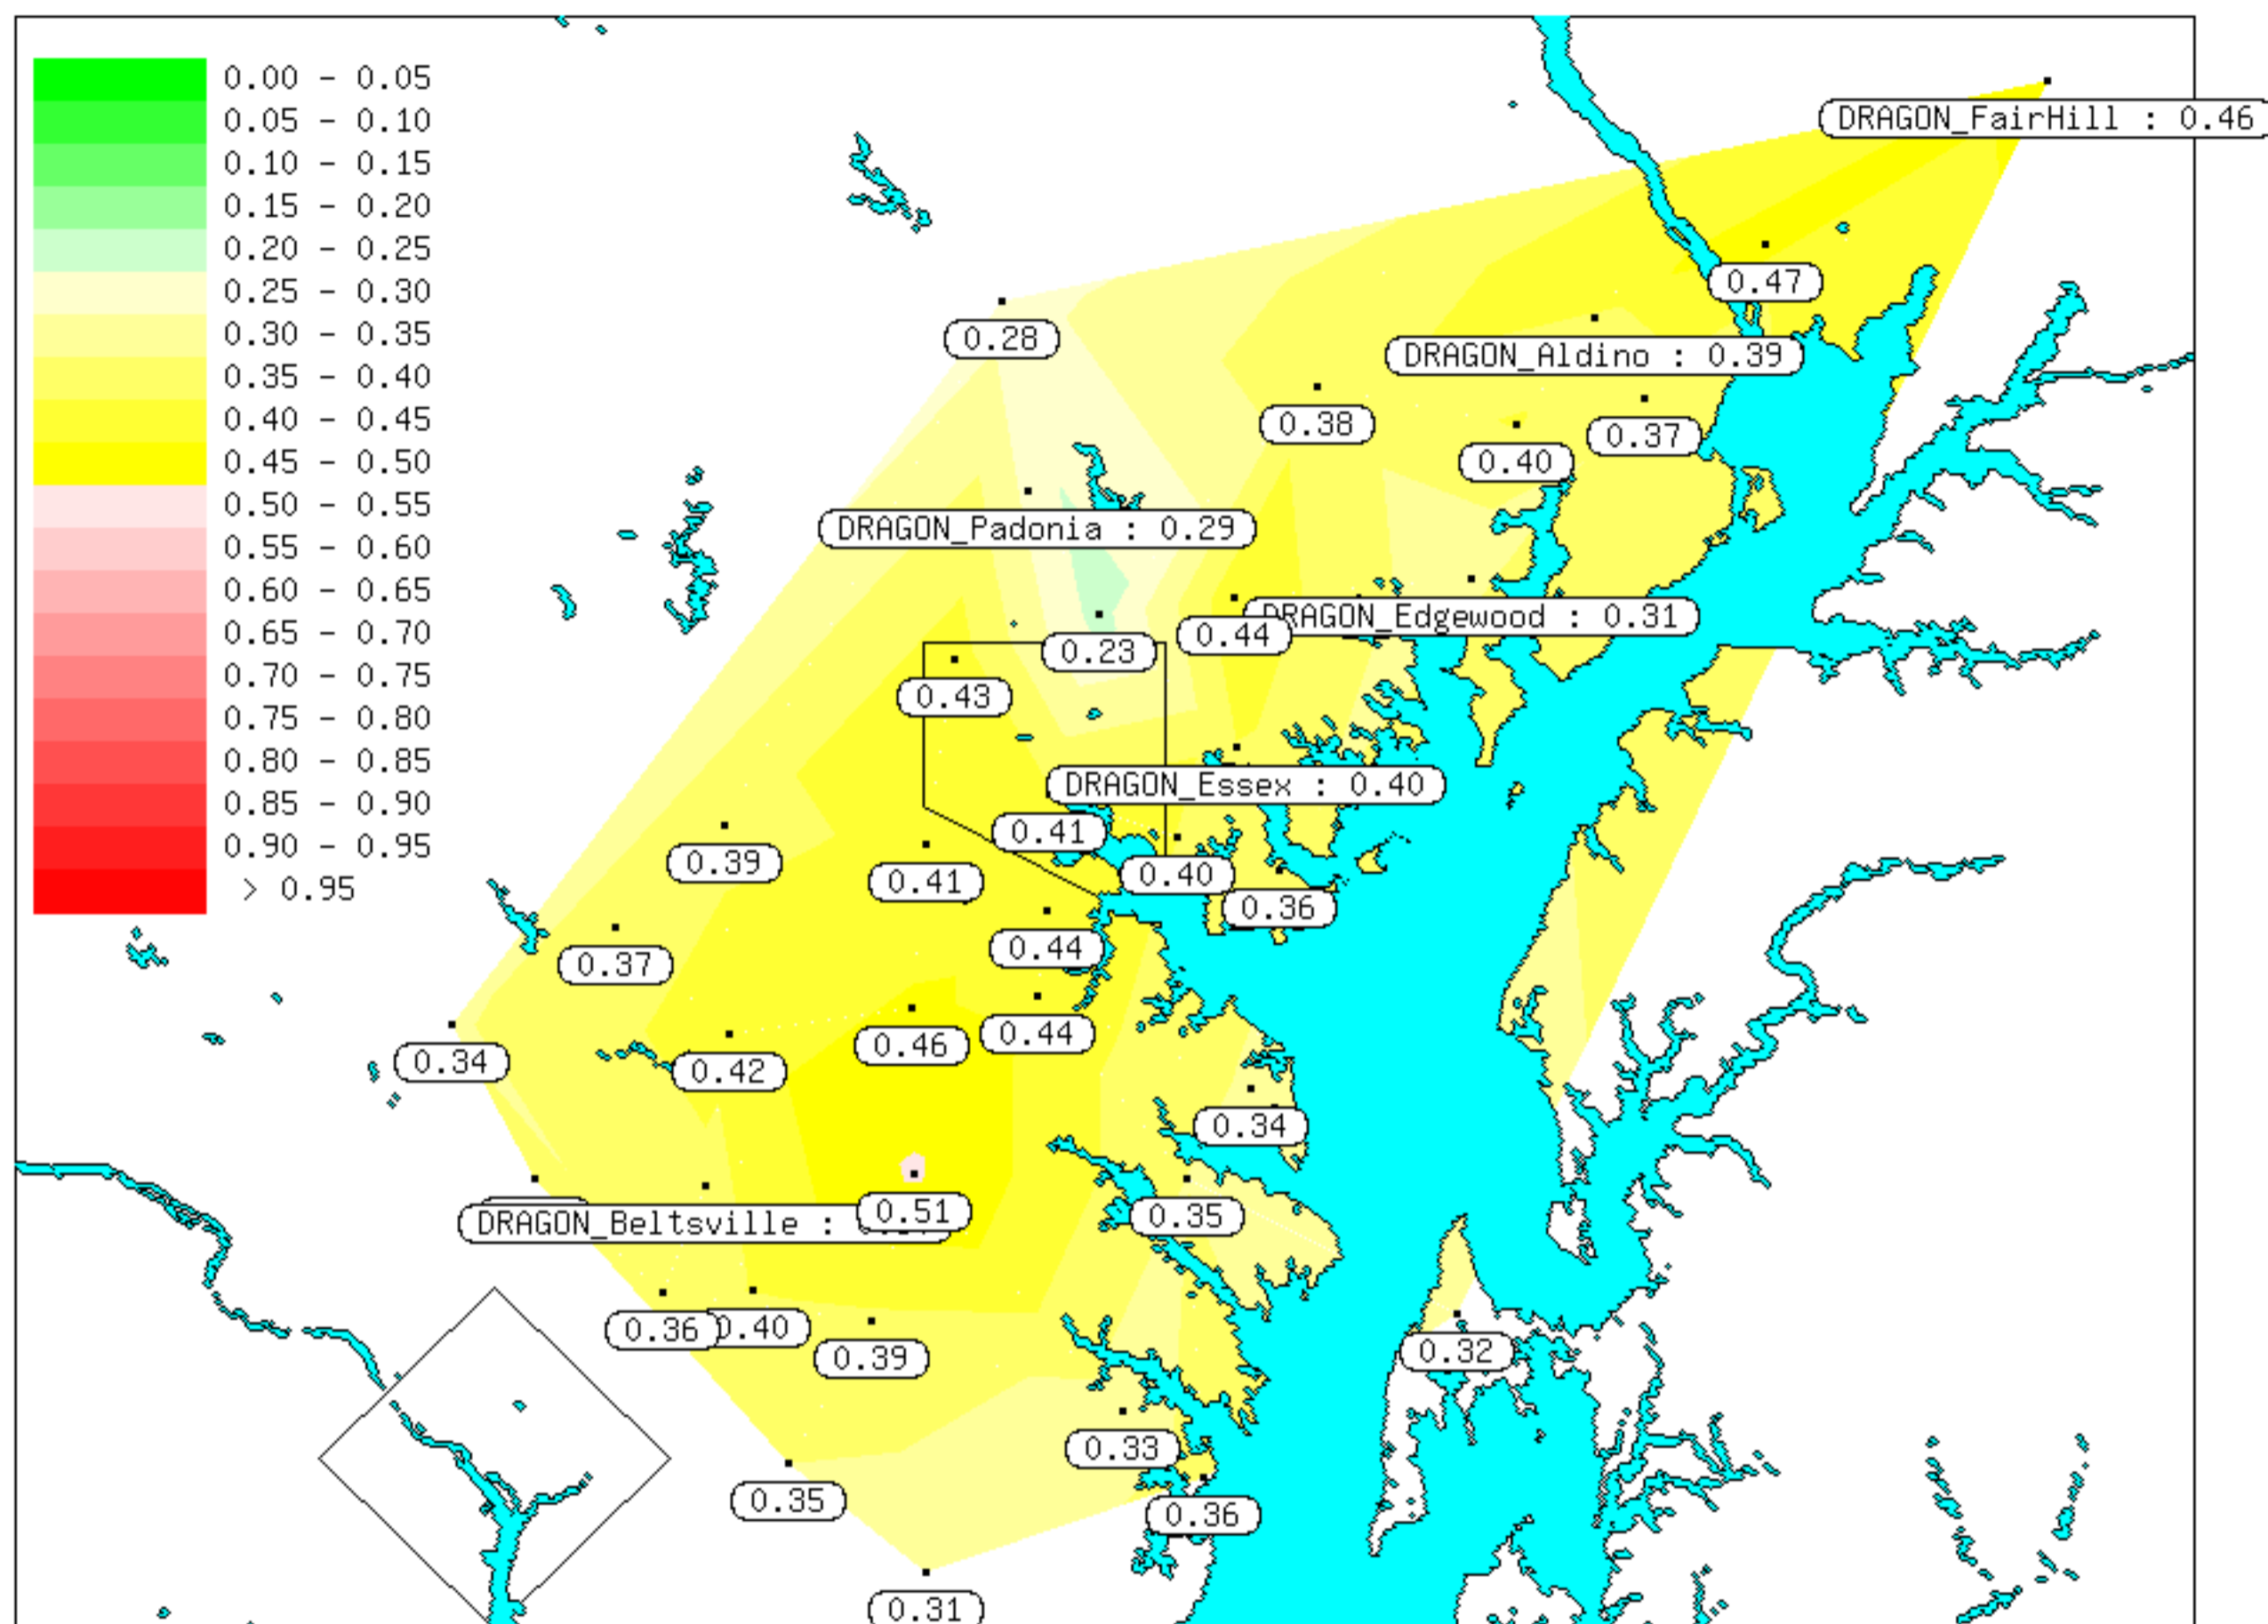 0.00 - 0.05
0.05 - 0.10
0.10 - 0.15
0.15 - 0.20
0.20 - 0.25
0.25 - 0.30
0.30 - 0.35
0.35 - 0.40
0.40 - 0.45
0.45 - 0.50
0.50 - 0.55
0.55 - 0.60
0.60 - 0.65
0.65 - 0.70
0.70 - 0.75
0.75 - 0.80
0.80 - 0.85
0.85 - 0.90
0.90 - 0.95
> 0.95
DRAGON_FairHill : 0.46
0.47
0.28
DRAGON_Aldino : 0.39
0.38
0.37
0.40
DRAGON_Padonia : 0.29
DRAGON_Edgewood : 0.31
0.44
0.23
0.43
DRAGON_Essex : 0.40
0.41
0.39
0.41
0.40
0.36
0.44
0.37
0.44
0.46
0.34
0.42
0.34
0.35
DRAGON_Beltsville :
0.51
0.36
0.40
0.39
0.32
0.33
0.35
0.36
0.31